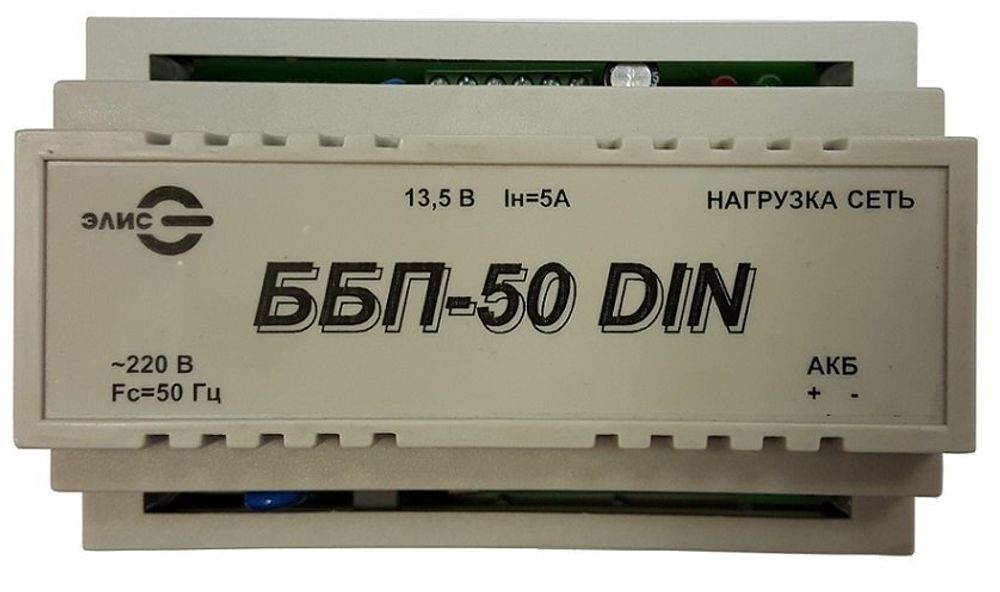 ЭЛИС
13,5 В Iн=5А
НАГРУЗКА СЕТЬ
ББП-50 DIN
~220 В
Fc=50 Гц
АКБ
+ -